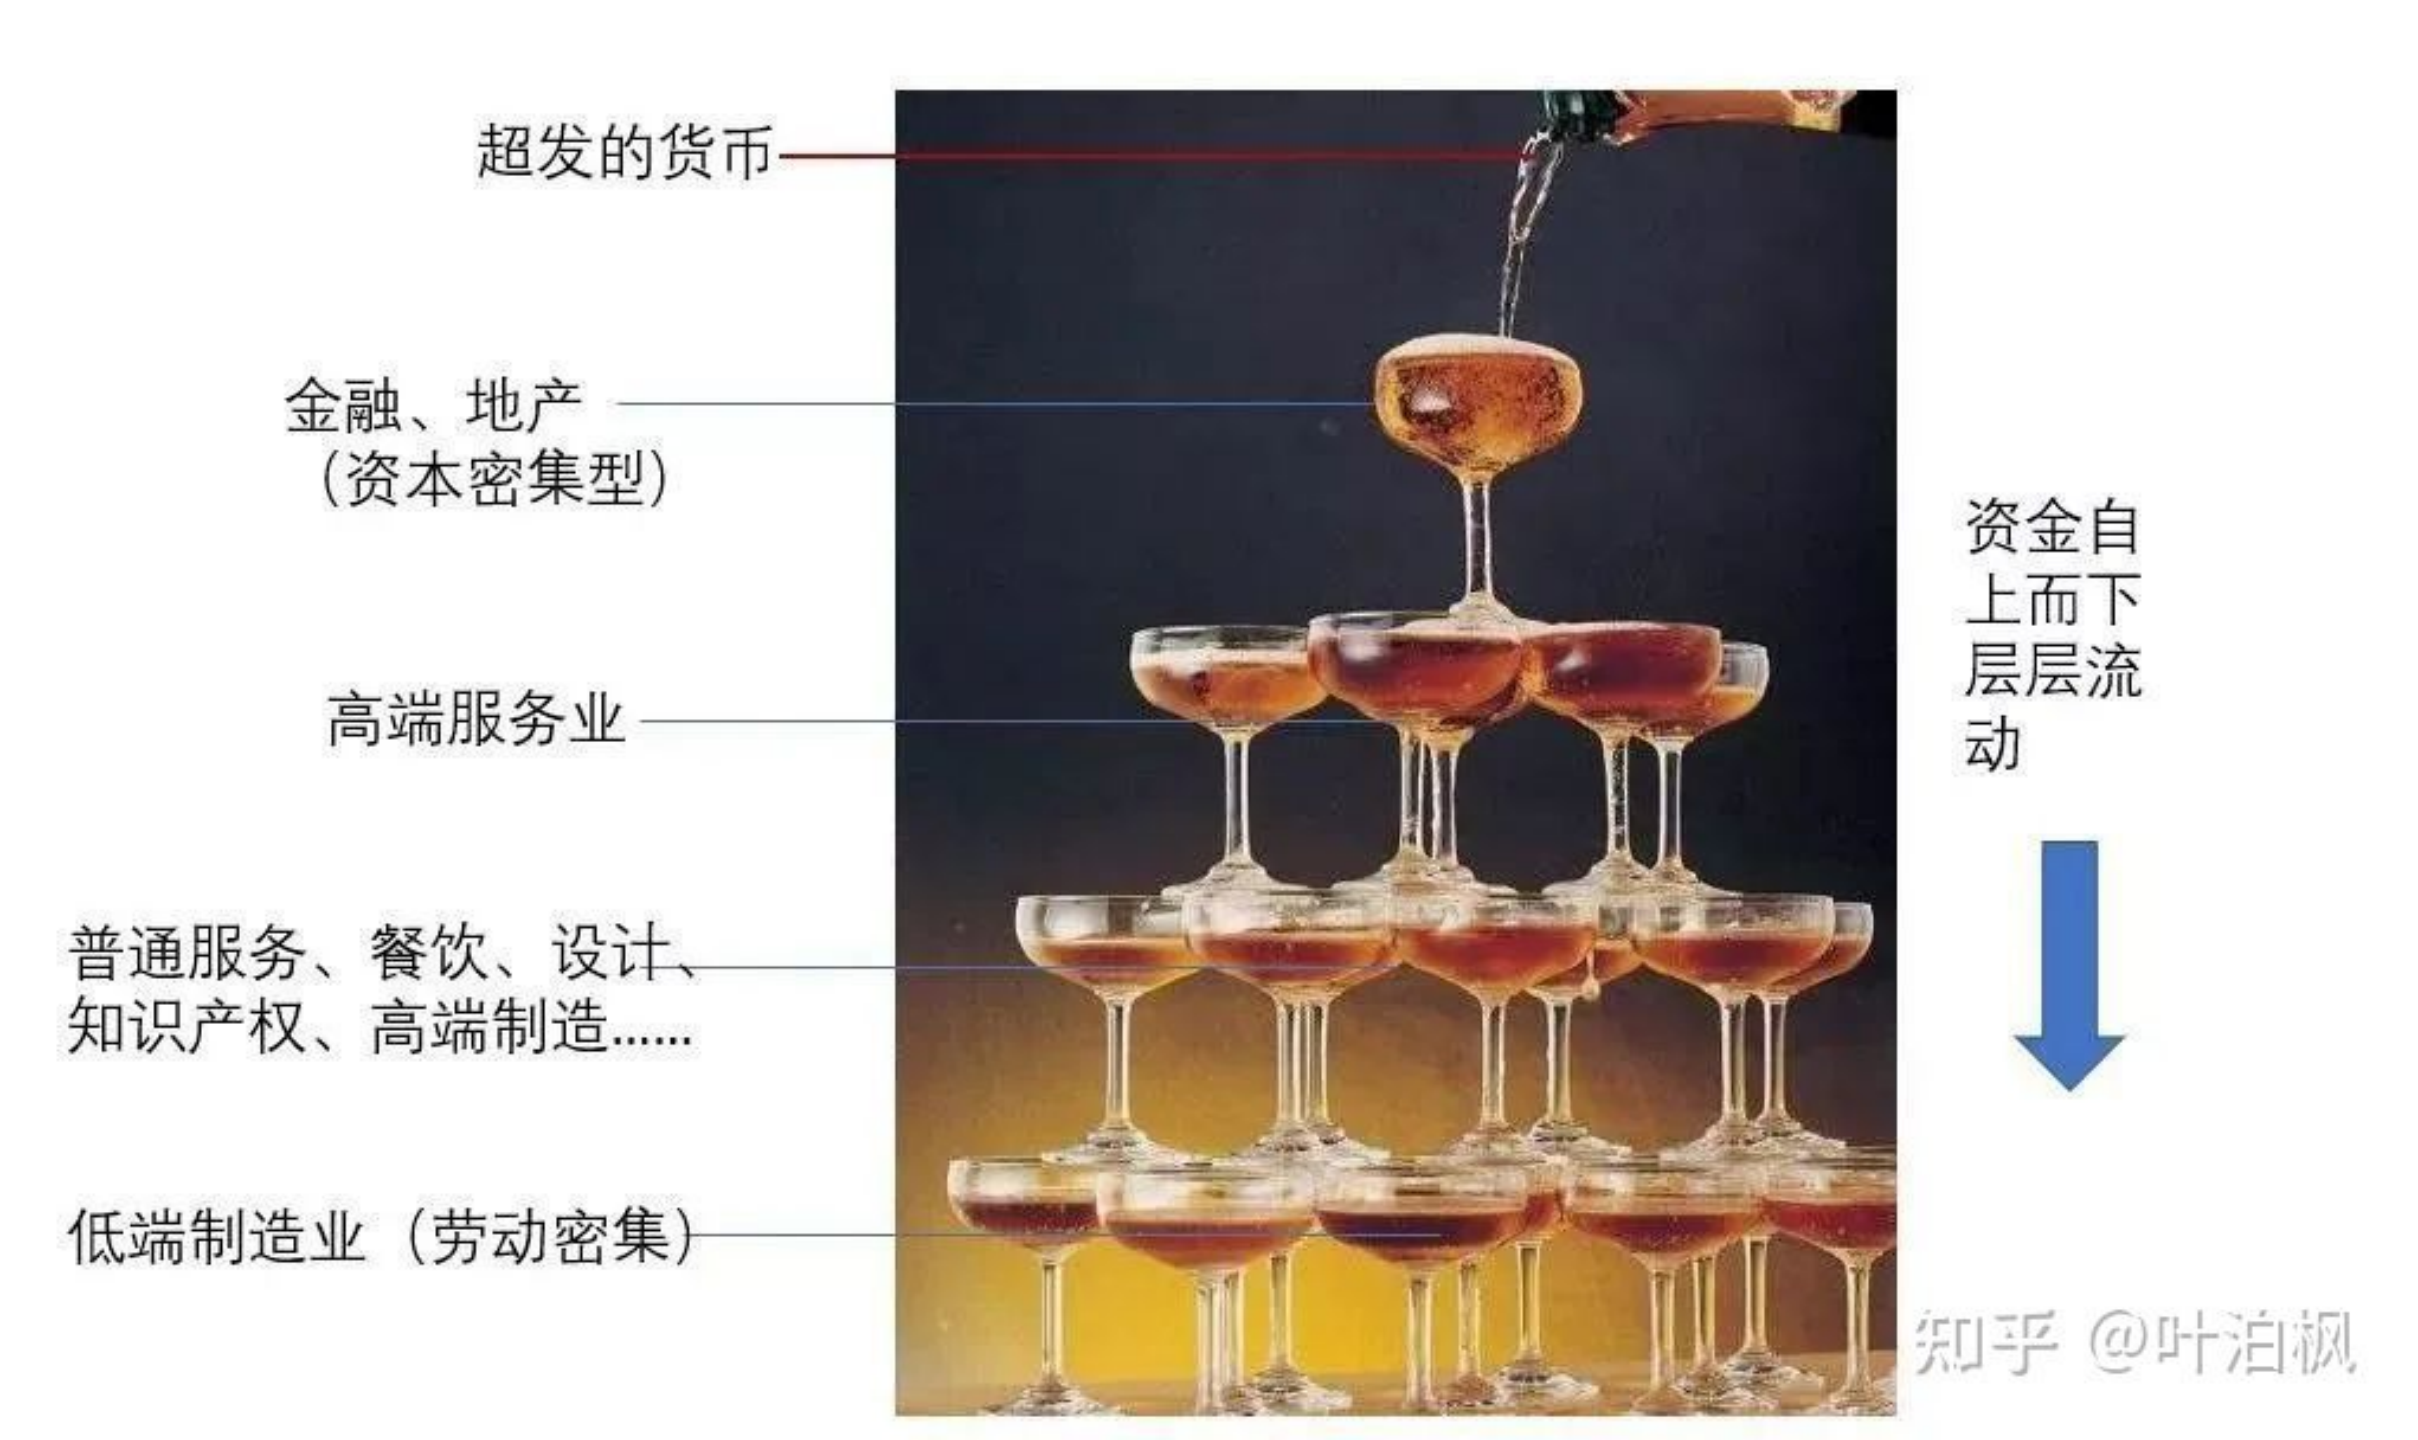 超发的货币
金融、地产
（资本密集型）
高端服务业
资金自
上而下
层层流
动
普通服务、餐饮、设计、
知识产权、高端制造......
低端制造业（劳动密集）
知乎 @叶泊枫